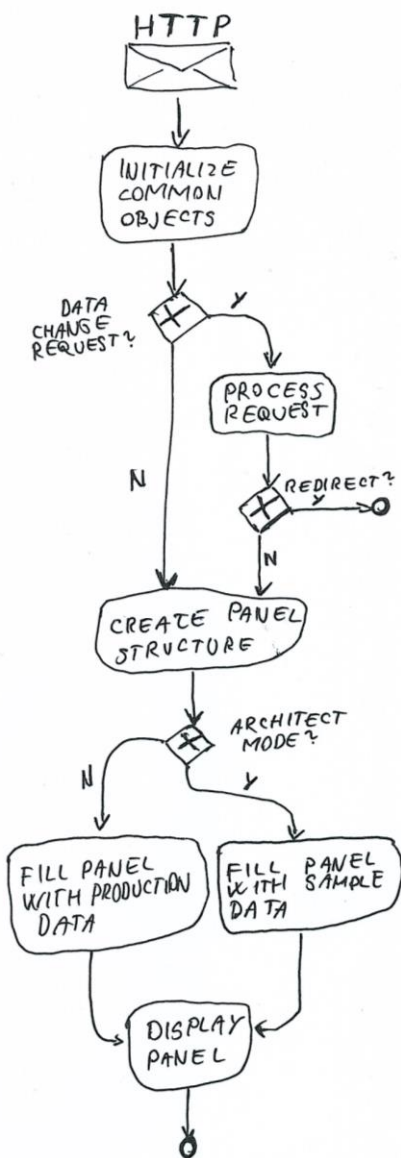 HTTP
INITIALIZE
COMMON
OBJECTS
DATA
CHANGE
REQUEST?
Y
PROCESS
REQUEST
N
REDIRECT?
Y
N
CREATE PANEL
STRUCTURE
ARCHITECT
MODE?
N
Y
FILL PANEL
WITH PRODUCTION
DATA
FILL PANEL
WITH SAMPLE
DATA
DISPLAY
PANEL